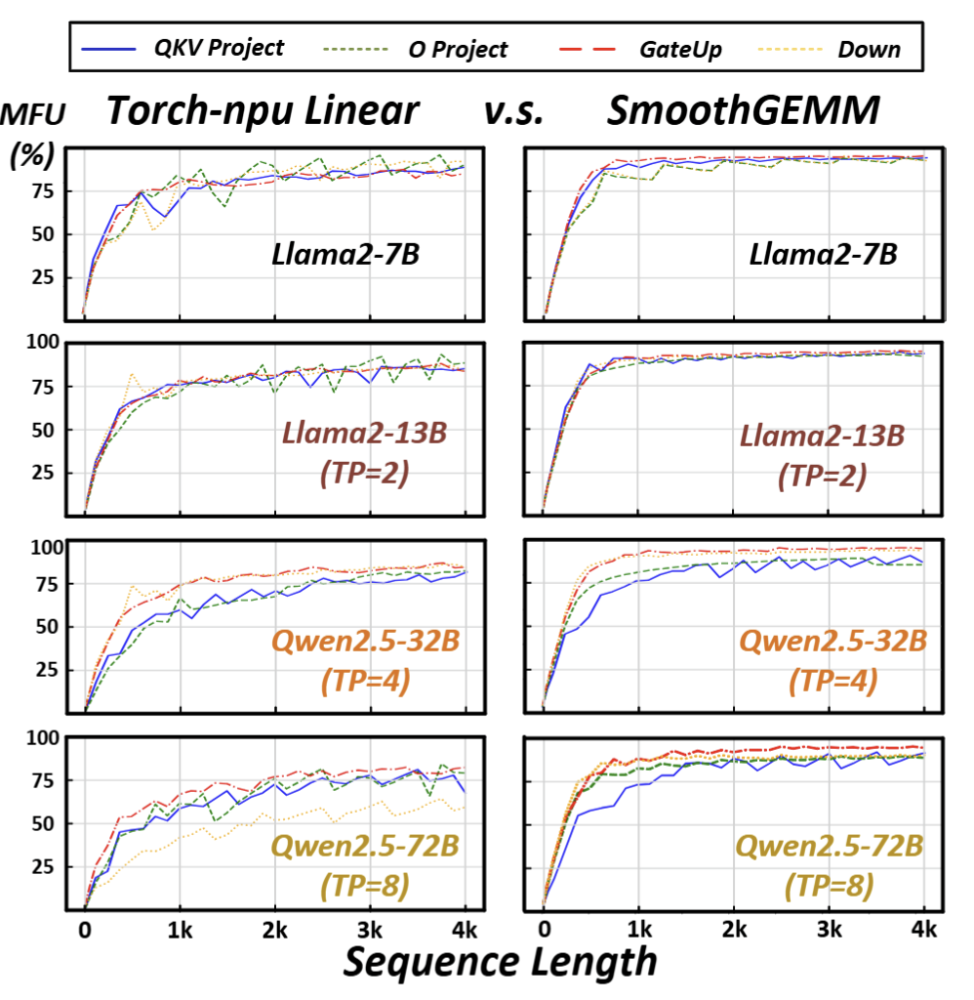 QKV Project O Project GateUp Down
MFU (%)
Torch-npu Linear v.s. SmoothGEMM
75
50
25
Llama2-7B
Llama2-7B
100
75
50
25
Llama2-13B
(TP=2)
Llama2-13B
(TP=2)
100
75
50
25
Qwen2.5-32B
(TP=4)
Qwen2.5-32B
(TP=4)
100
75
50
25
Qwen2.5-72B
(TP=8)
Qwen2.5-72B
(TP=8)
0 1k 2k 3k 4k
0 1k 2k 3k 4k
Sequence Length